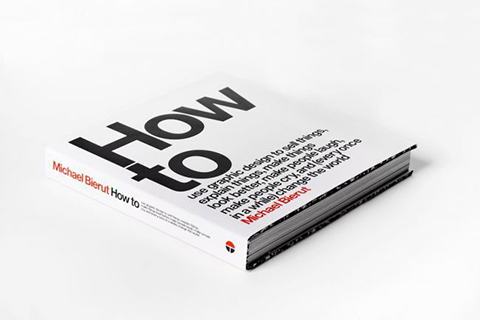 How
to
use graphic design to sell things,
explain things, make things
look better, make people laugh,
make people cry, and (every once
in a while) change the world
Michael Bierut
Michael Bierut How to